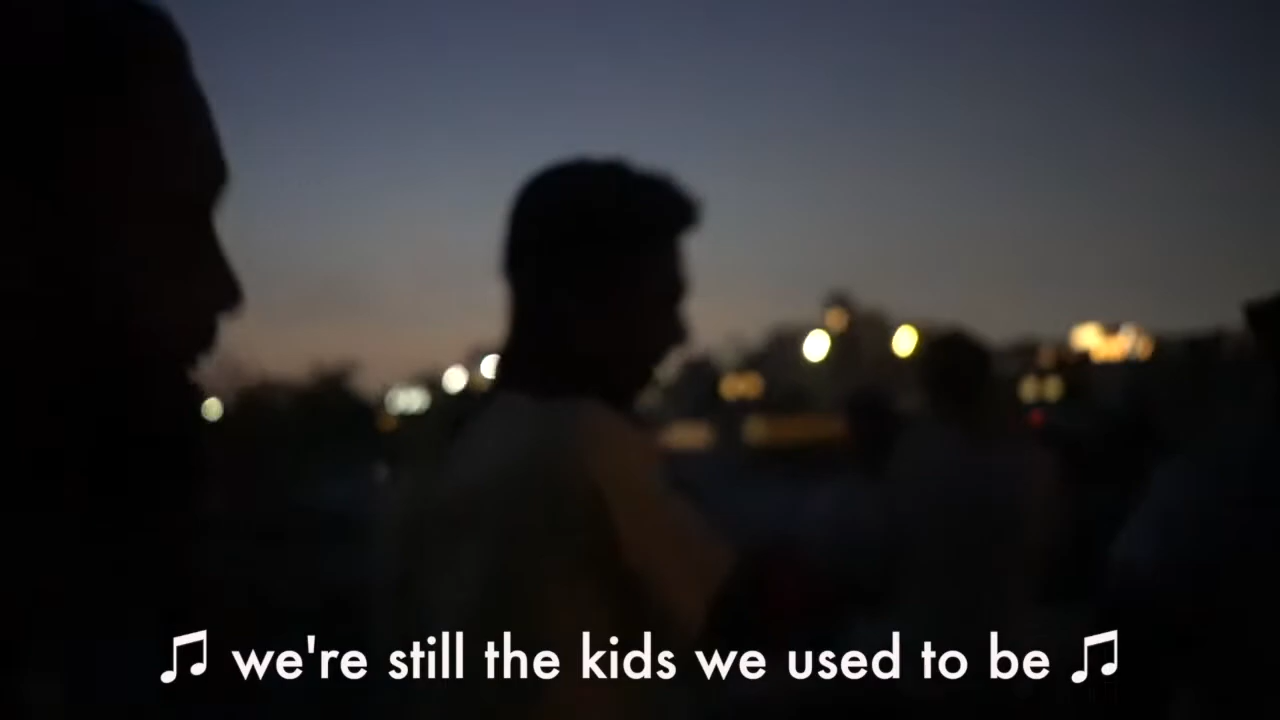 ♫ we're still the kids we used to be ♫